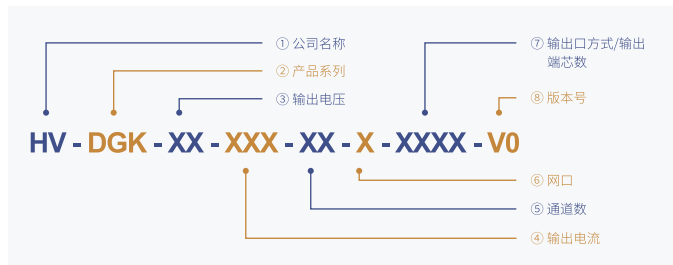 ① 公司名称
② 产品系列
③ 输出电压
⑦ 输出口方式/输出
端芯数
⑧ 版本号
HV - DGK - XX - XXX - XX - X - XXXX - V0
⑥ 网口
⑤ 通道数
④ 输出电流